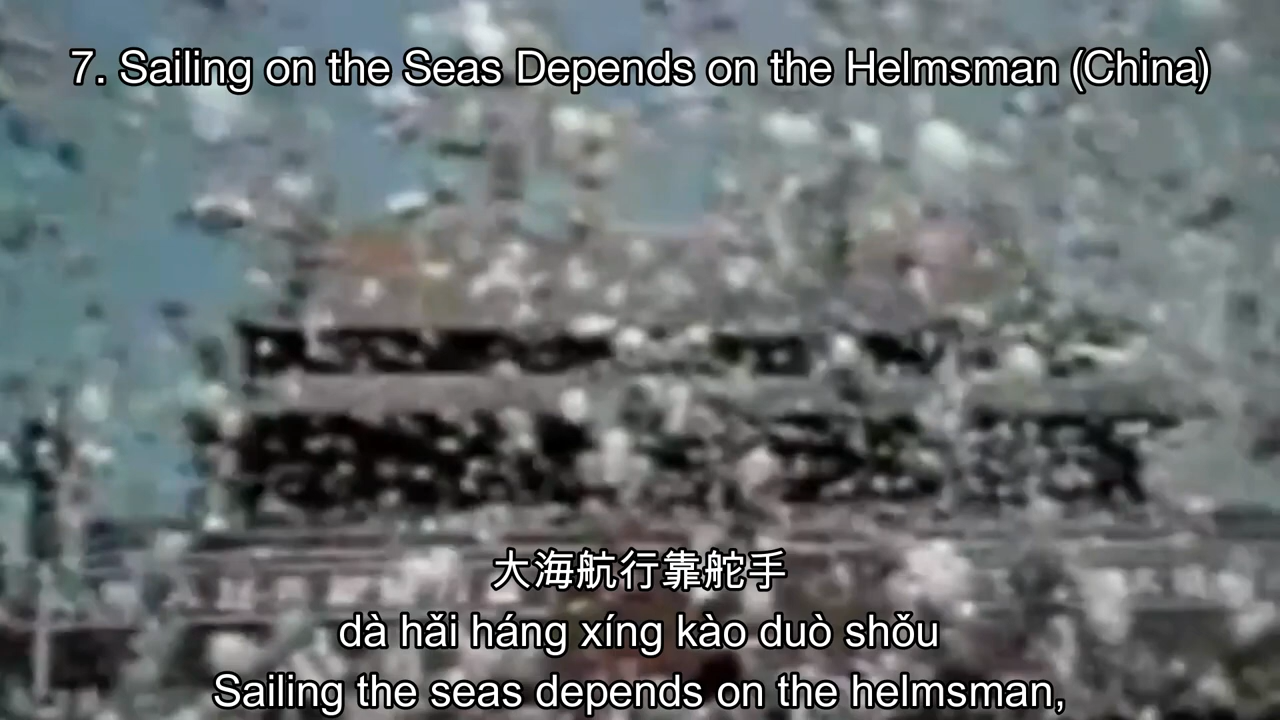 7. Sailing on the Seas Depends on the Helmsman (China)
大海航行靠舵手
dà hǎi háng xíng kào duò shǒu
Sailing the seas depends on the helmsman,